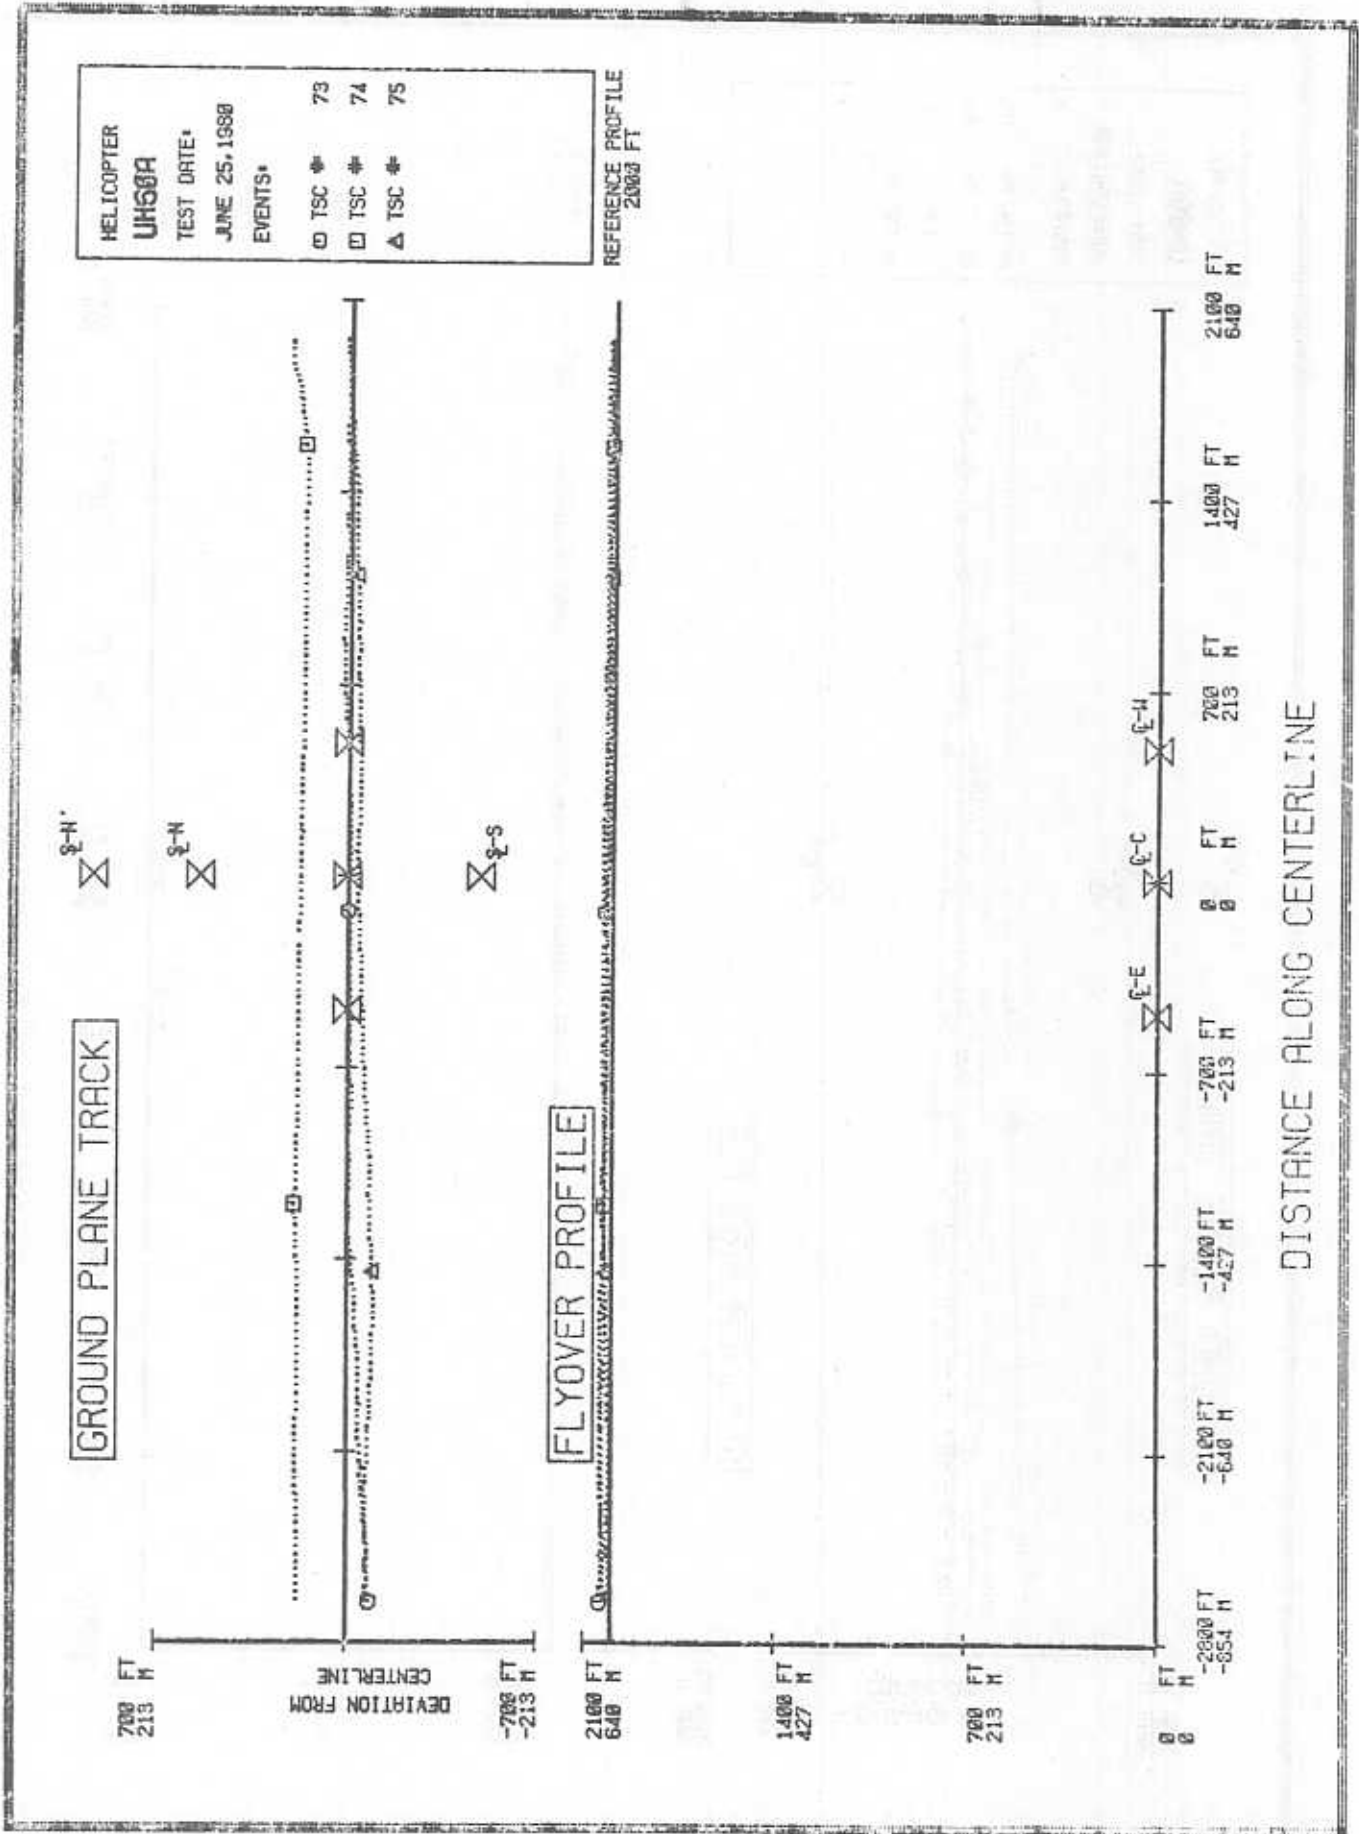 GROUND PLANE TRACK
HELICOPTER
UH60A
TEST DATE:
JUNE 25,1980
EVENTS:
TSC # 73
TSC # 74
TSC # 75
700 FT
213 M
DEVIATION FROM
CENTERLINE
-700 FT
-213 M
S̵L-N'
S̵L-N
S̵L-S
FLYOVER PROFILE
REFERENCE PROFILE
2000 FT
2100 FT
640 M
1400 FT
427 M
700 FT
213 M
0 FT
0 M
℄-E
℄-C
℄-W
-2800 FT -2100 FT -1400 FT -700 FT 0 FT 700 FT 1400 FT 2100 FT
-854 M -640 M -427 M -213 M 0 M 213 M 427 M 640 M
DISTANCE ALONG CENTERLINE